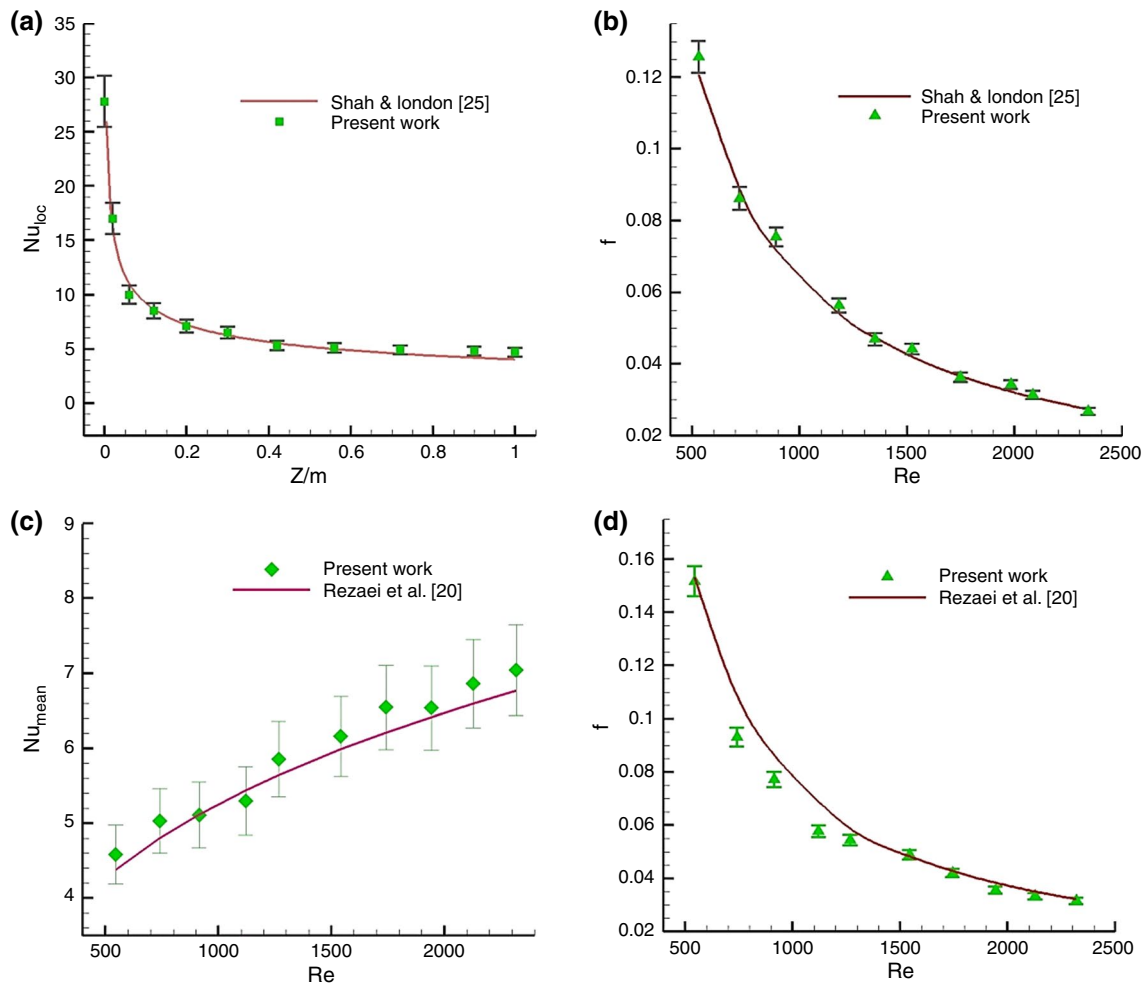 (a)
35
30
25
20
15
10
5
0
Nu_loc
Shah & london [25]
Present work
0
0.2
0.4
0.6
0.8
1
Z/m
(b)
0.12
0.1
0.08
0.06
0.04
0.02
f
Shah & london [25]
Present work
500
1000
1500
2000
2500
Re
(c)
9
8
7
6
5
4
Nu_mean
Present work
Rezaei et al. [20]
500
1000
1500
2000
Re
(d)
0.16
0.14
0.12
0.1
0.08
0.06
0.04
0.02
f
Present work
Rezaei et al. [20]
500
1000
1500
2000
2500
Re